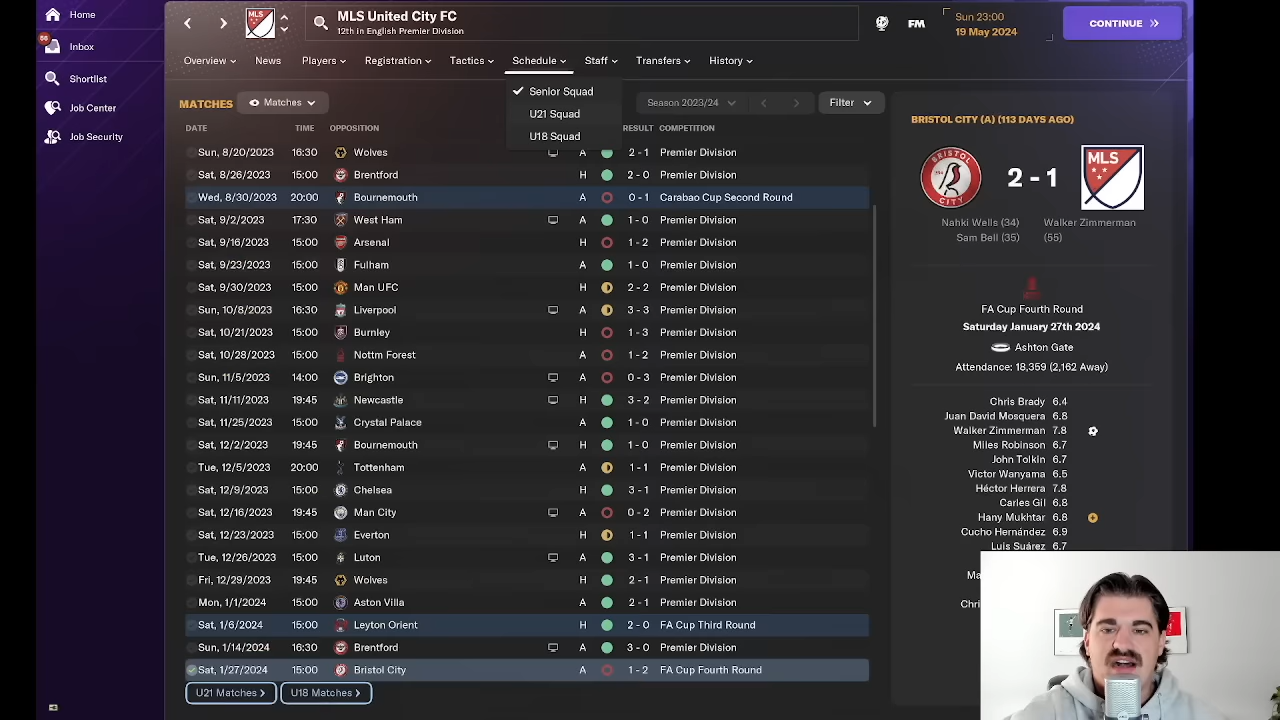 Home
MLS United City FC
12th in English Premier Division
FM
Sun 23:00
19 May 2024
CONTINUE
Inbox
Overview
News
Players
Registration
Tactics
Schedule
Staff
Transfers
History
Shortlist
Senior Squad
U21 Squad
U18 Squad
MATCHES
Matches
Season 2023/24
Filter
Job Center
BRISTOL CITY (A) (113 DAYS AGO)
DATE TIME OPPOSITION RESULT COMPETITION
Job Security
Sun, 8/20/2023 16:30 Wolves A 2 - 1 Premier Division
Sat, 8/26/2023 15:00 Brentford H 2 - 0 Premier Division
Wed, 8/30/2023 20:00 Bournemouth A 0 - 1 Carabao Cup Second Round
Sat, 9/2/2023 17:30 West Ham A 1 - 0 Premier Division
Sat, 9/16/2023 15:00 Arsenal H 1 - 2 Premier Division
Sat, 9/23/2023 15:00 Fulham A 1 - 0 Premier Division
Sat, 9/30/2023 15:00 Man UFC H 2 - 2 Premier Division
Sun, 10/8/2023 16:30 Liverpool A 3 - 3 Premier Division
Sat, 10/21/2023 15:00 Burnley H 1 - 3 Premier Division
Sat, 10/28/2023 15:00 Nottm Forest A 1 - 2 Premier Division
Sun, 11/5/2023 14:00 Brighton A 0 - 3 Premier Division
Sat, 11/11/2023 19:45 Newcastle H 3 - 2 Premier Division
Sat, 11/25/2023 15:00 Crystal Palace A 1 - 0 Premier Division
Sat, 12/2/2023 19:45 Bournemouth H 1 - 0 Premier Division
Tue, 12/5/2023 20:00 Tottenham A 1 - 1 Premier Division
Sat, 12/9/2023 15:00 Chelsea H 3 - 1 Premier Division
Sat, 12/16/2023 19:45 Man City A 0 - 2 Premier Division
Sat, 12/23/2023 15:00 Everton H 1 - 1 Premier Division
Tue, 12/26/2023 15:00 Luton A 3 - 1 Premier Division
Fri, 12/29/2023 19:45 Wolves H 2 - 1 Premier Division
Mon, 1/1/2024 15:00 Aston Villa A 2 - 1 Premier Division
Sat, 1/6/2024 15:00 Leyton Orient H 2 - 0 FA Cup Third Round
Sun, 1/14/2024 16:30 Brentford A 3 - 0 Premier Division
Sat, 1/27/2024 15:00 Bristol City A 1 - 2 FA Cup Fourth Round
U21 Matches
U18 Matches
BRISTOL
CITY
2 - 1
MLS
Nahki Wells (34)
Sam Bell (35)
Walker Zimmerman
(55)
FA Cup Fourth Round
Saturday January 27th 2024
Ashton Gate
Attendance: 18,359 (2,162 Away)
Chris Brady 6.4
Juan David Mosquera 6.8
Walker Zimmerman 7.8
Miles Robinson 6.7
John Tolkin 6.7
Victor Wanyama 6.5
Héctor Herrera 7.8
Carles Gil 6.8
Hany Mukhtar 6.8
Cucho Hernández 6.9
Luis Suárez 6.7